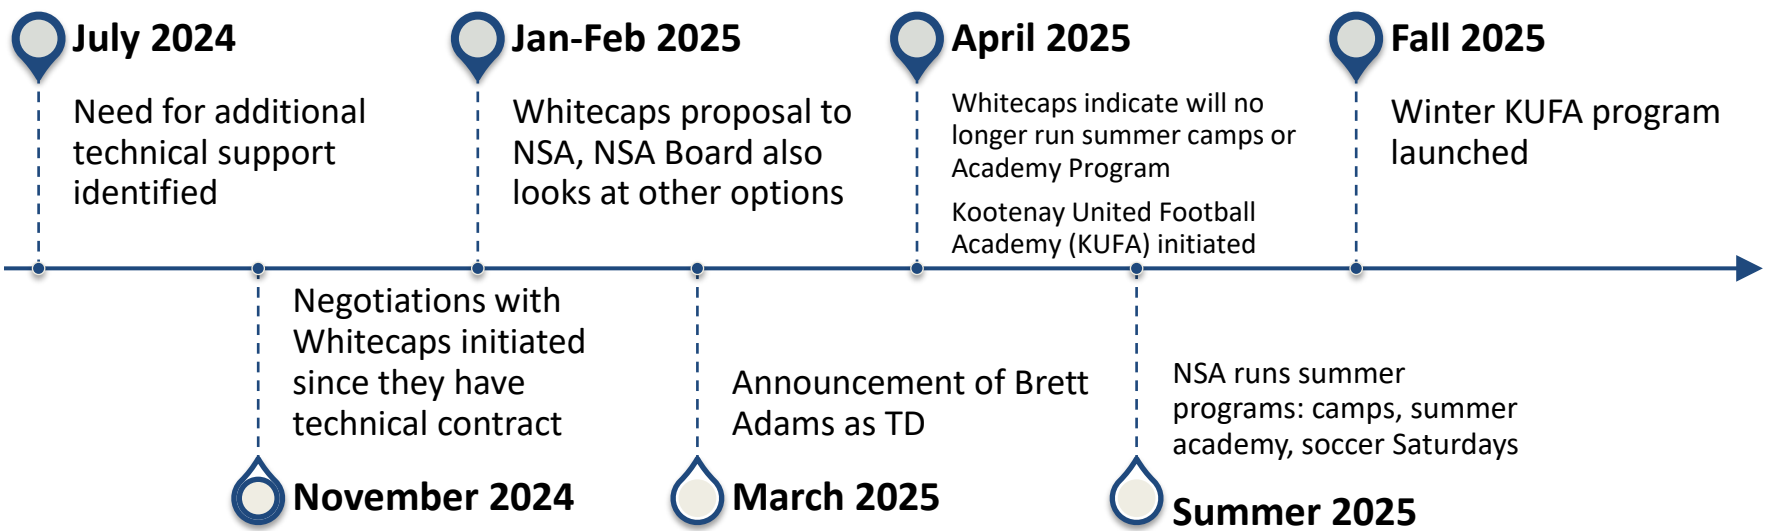 July 2024
Need for additional
technical support
identified
Jan-Feb 2025
Whitecaps proposal to
NSA, NSA Board also
looks at other options
April 2025
Whitecaps indicate will no
longer run summer camps or
Academy Program
Kootenay United Football
Academy (KUFA) initiated
Fall 2025
Winter KUFA program
launched
Negotiations with
Whitecaps initiated
since they have
technical contract
November 2024
Announcement of Brett
Adams as TD
March 2025
NSA runs summer
programs: camps, summer
academy, soccer Saturdays
Summer 2025